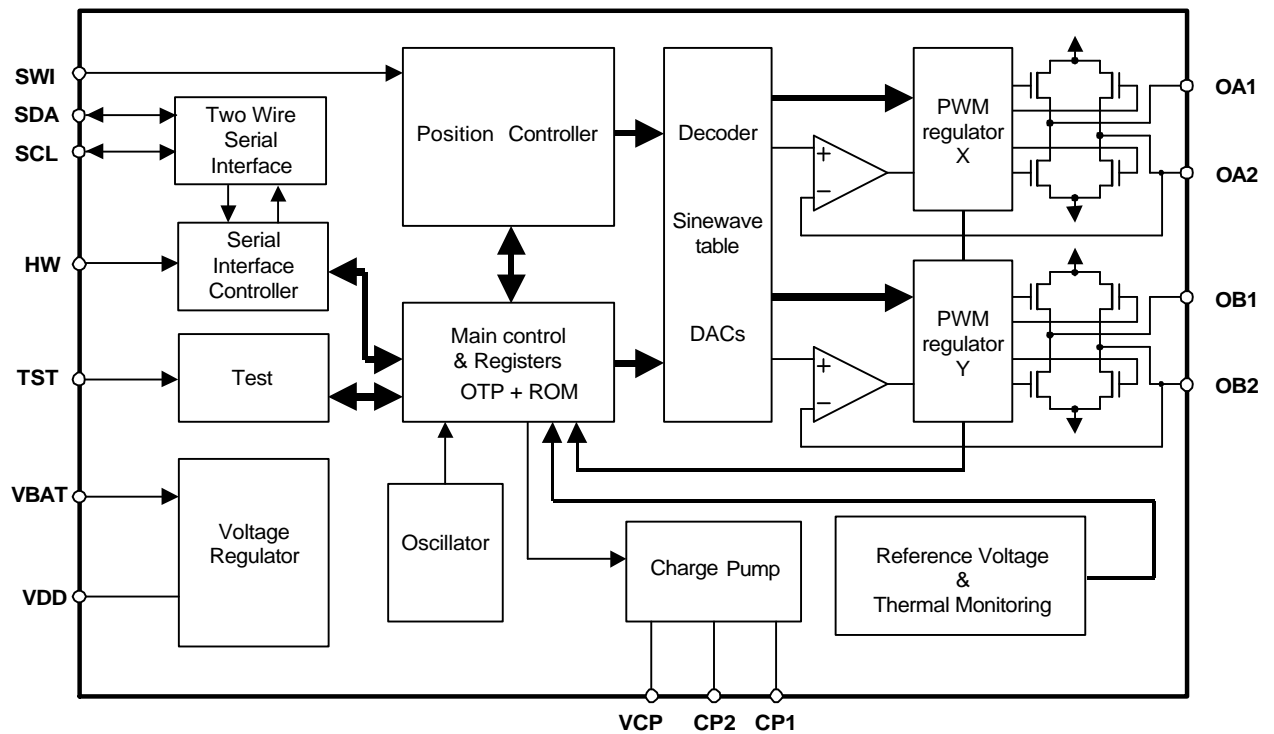 SWI
SDA
SCL
HW
TST
VBAT
VDD
Two Wire
Serial
Interface
Serial
Interface
Controller
Test
Voltage
Regulator
Position Controller
Main control
& Registers
OTP + ROM
Oscillator
Charge Pump
Decoder
Sinewave
table
DACs
+
−
+
−
PWM
regulator
X
PWM
regulator
Y
Reference Voltage
&
Thermal Monitoring
OA1
OA2
OB1
OB2
VCP
CP2
CP1